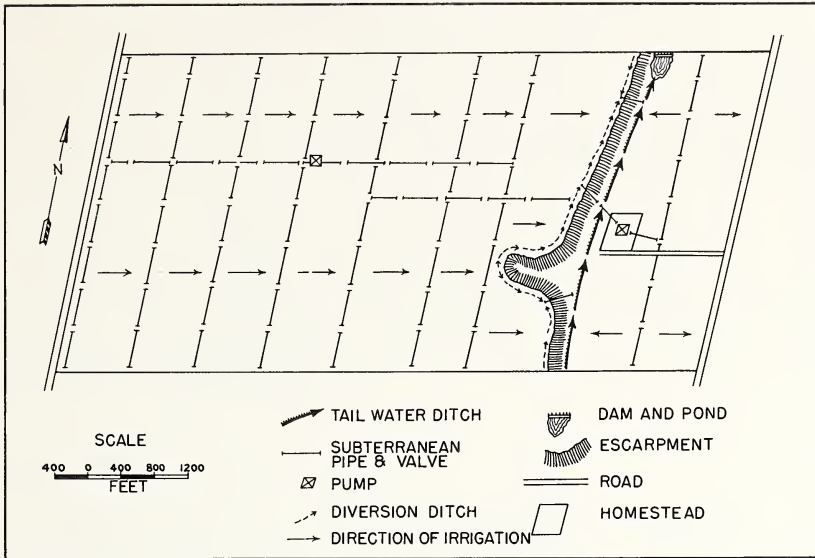 N
SCALE
400 0 400 800 1200
FEET
TAIL WATER DITCH
SUBTERRANEAN
PIPE & VALVE
PUMP
DIVERSION DITCH
DIRECTION OF IRRIGATION
DAM AND POND
ESCARPMENT
ROAD
HOMESTEAD